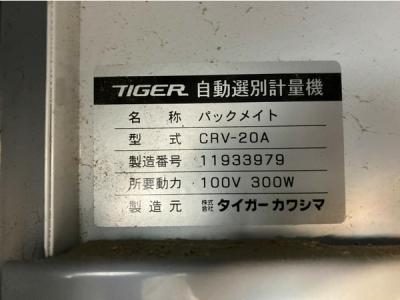 TIGER 自動選別計量機
名称 パックメイト
型式 CRV-20A
製造番号 11933979
所要動力 100V 300W
製造元 株式会社 タイガーカワシマ